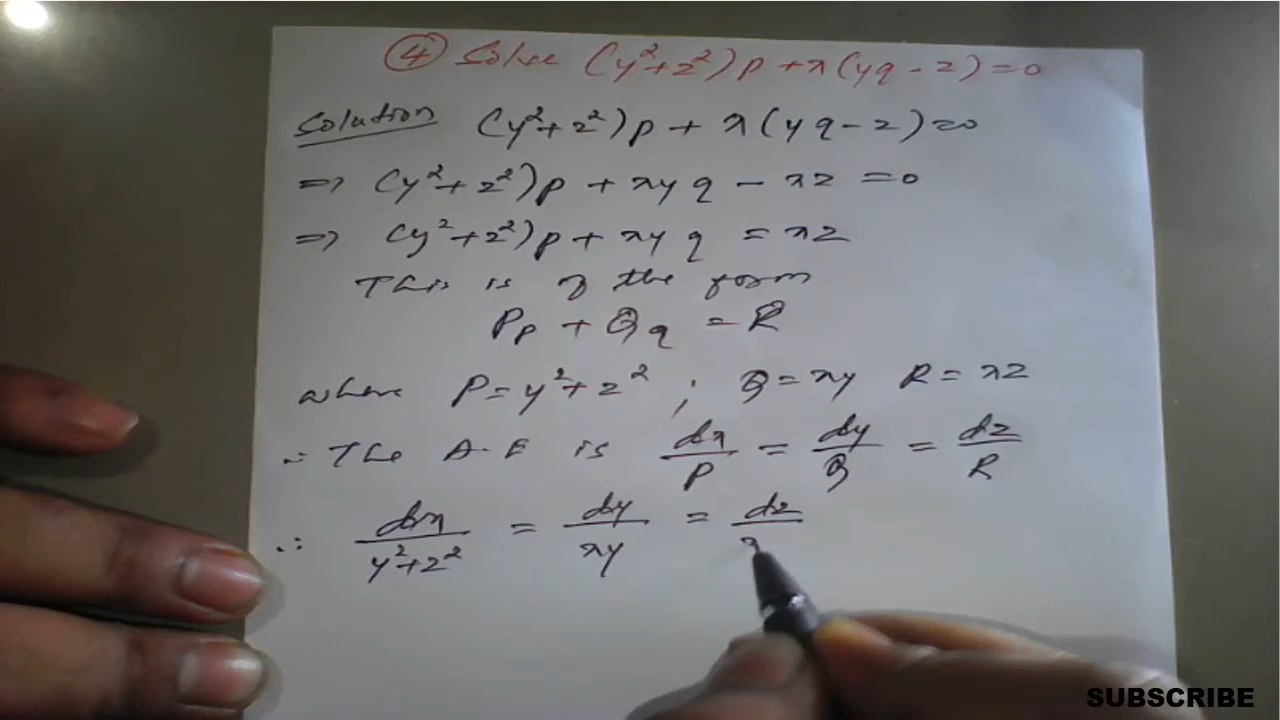 ④ Solve (y²+z²)p + x(yq-z)=0
Solution (y²+z²)p + x(yq-z)=0
=> (y²+z²)p + xyq - xz =0
=> (y²+z²)p + xy q = xz
This is of the form
Pp + Qq = R
where P=y²+z² ; Q=xy R=xz
∴ The A.E is dx/P = dy/Q = dz/R
∴ dx/y²+z² = dy/xy = dz/x
SUBSCRIBE